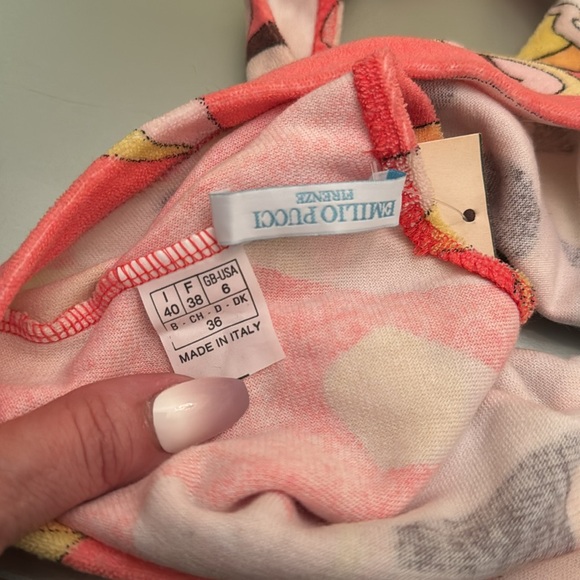 EMILIO PUCCI
FIRENZE
I F GB-USA
40 38 6
B - CH - D - DK
36
MADE IN ITALY